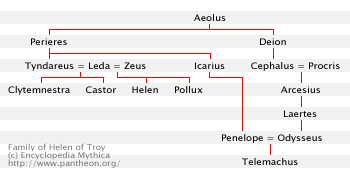 Aeolus
Perieres Deion
Tyndareus = Leda = Zeus Icarius Cephalus = Procris
Clytemnestra Castor Helen Pollux Arcesius
Laertes
Penelope = Odysseus
Telemachus
Family of Helen of Troy
(c) Encyclopedia Mythica
http://www.pantheon.org/